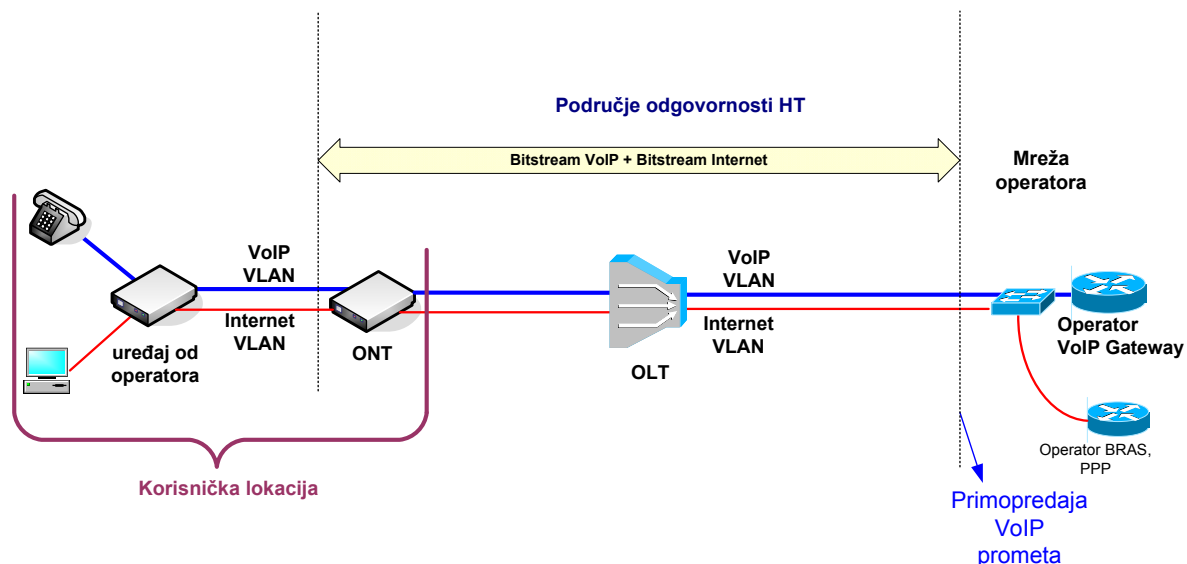 Područje odgovornosti HT
Bitstream VoIP + Bitstream Internet
Mreža
operatora
VoIP
VLAN
Internet
VLAN
uređaj od
operatora
ONT
OLT
VoIP
VLAN
Internet
VLAN
Operator
VoIP Gateway
Operator BRAS,
PPP
Korisnička lokacija
Primopredaja
VoIP
prometa